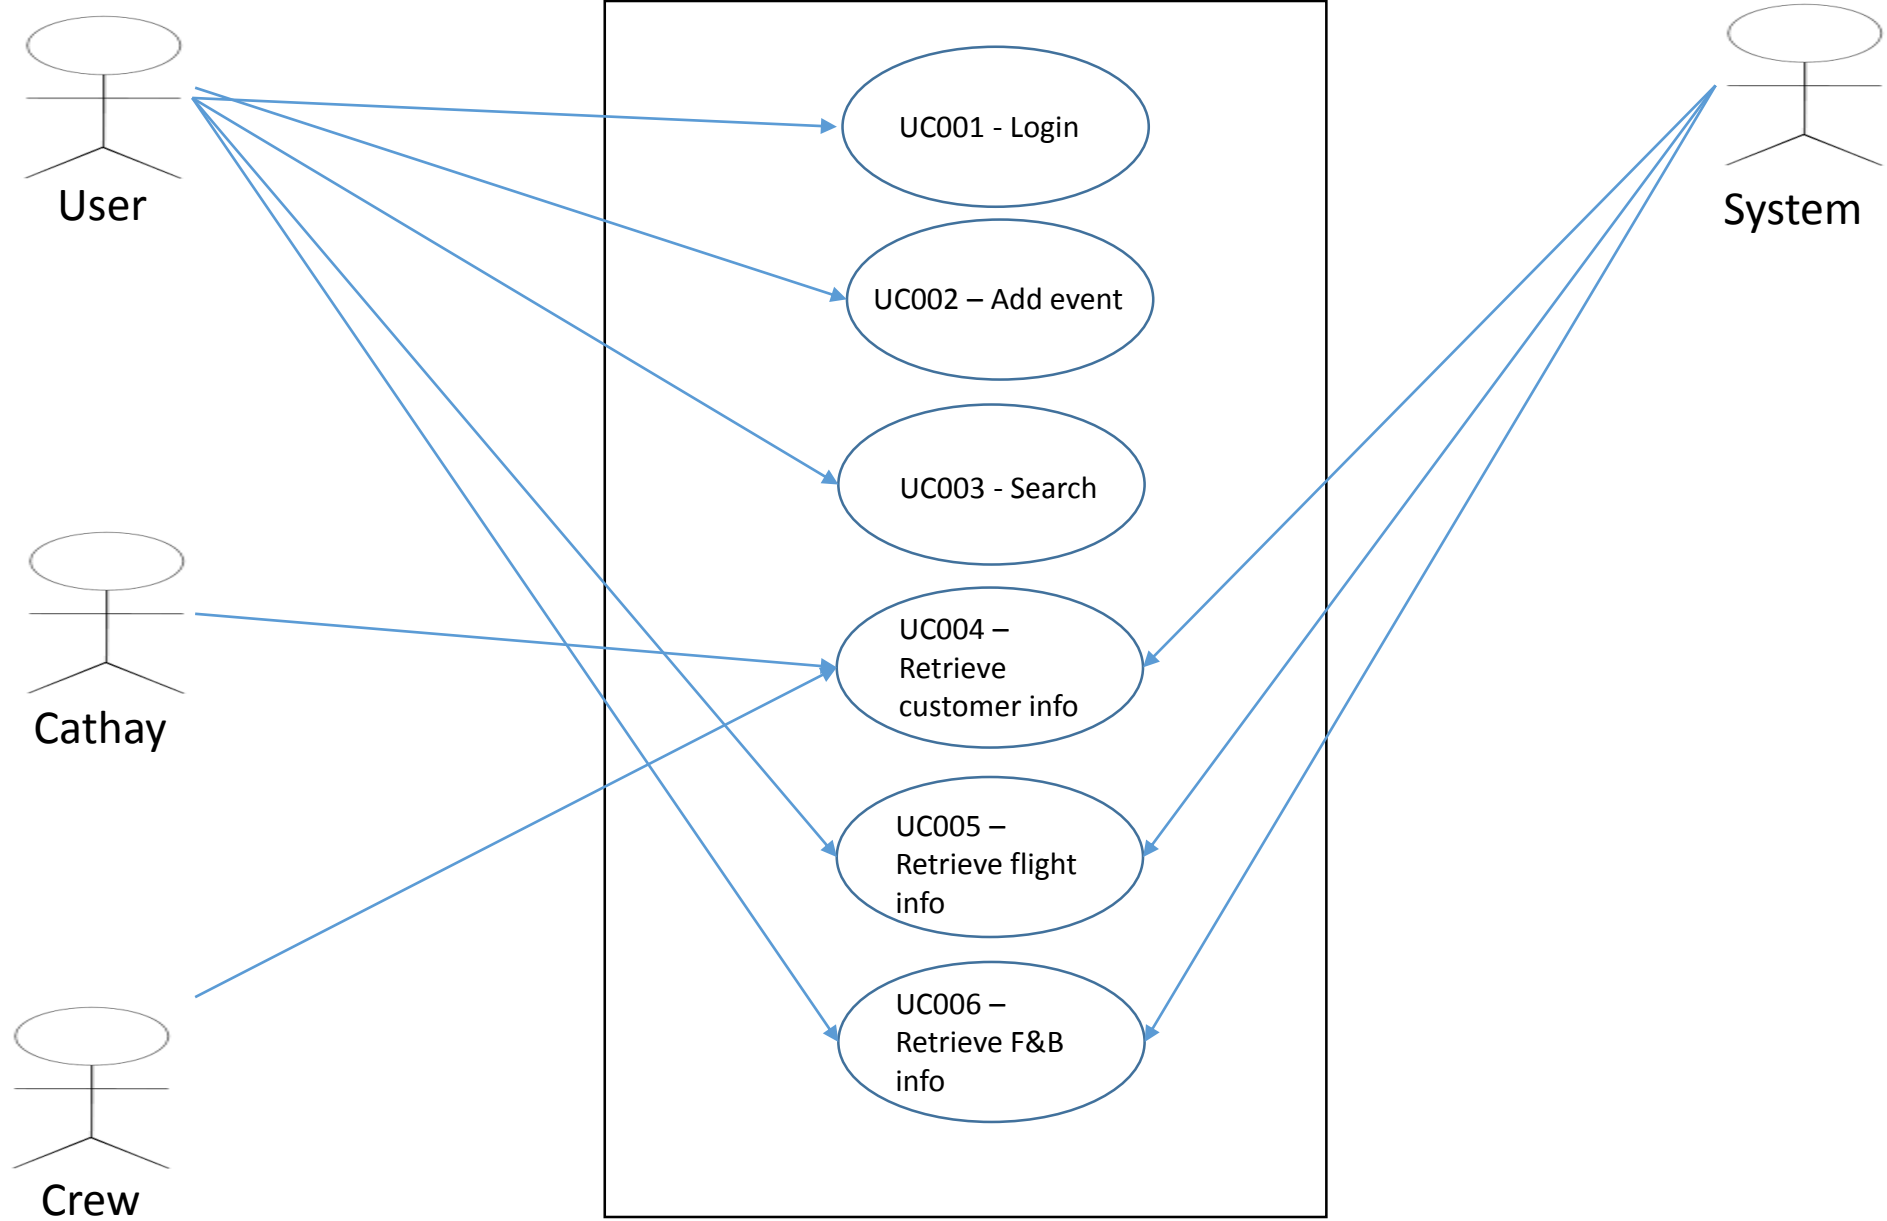 UC001 - Login
User
System
UC002 – Add event
UC003 - Search
UC004 –
Retrieve
customer info
Cathay
UC005 –
Retrieve flight
info
UC006 –
Retrieve F&B
info
Crew